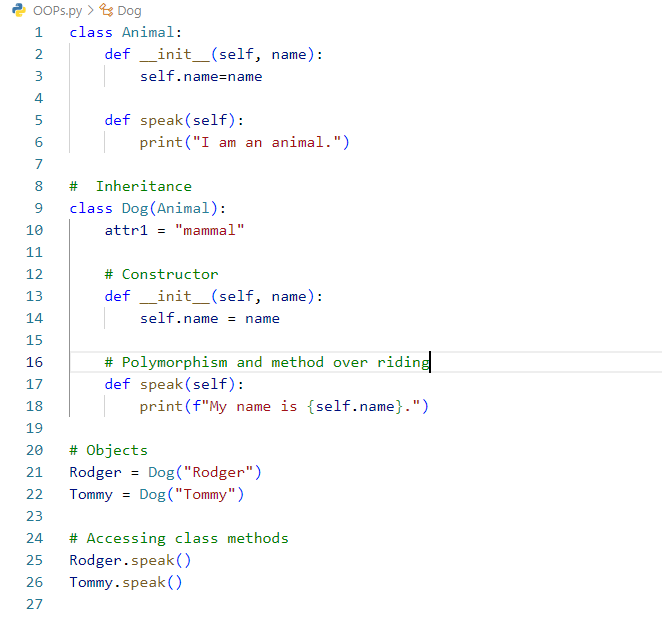 OOPs.py > Dog
1 class Animal:
2     def __init__(self, name):
3         self.name=name
4
5     def speak(self):
6         print("I am an animal.")
7
8 #  Inheritance
9 class Dog(Animal):
10     attr1 = "mammal"
11
12     # Constructor
13     def __init__(self, name):
14         self.name = name
15
16     # Polymorphism and method over riding
17     def speak(self):
18         print(f"My name is {self.name}.")
19
20 # Objects
21 Rodger = Dog("Rodger")
22 Tommy = Dog("Tommy")
23
24 # Accessing class methods
25 Rodger.speak()
26 Tommy.speak()
27